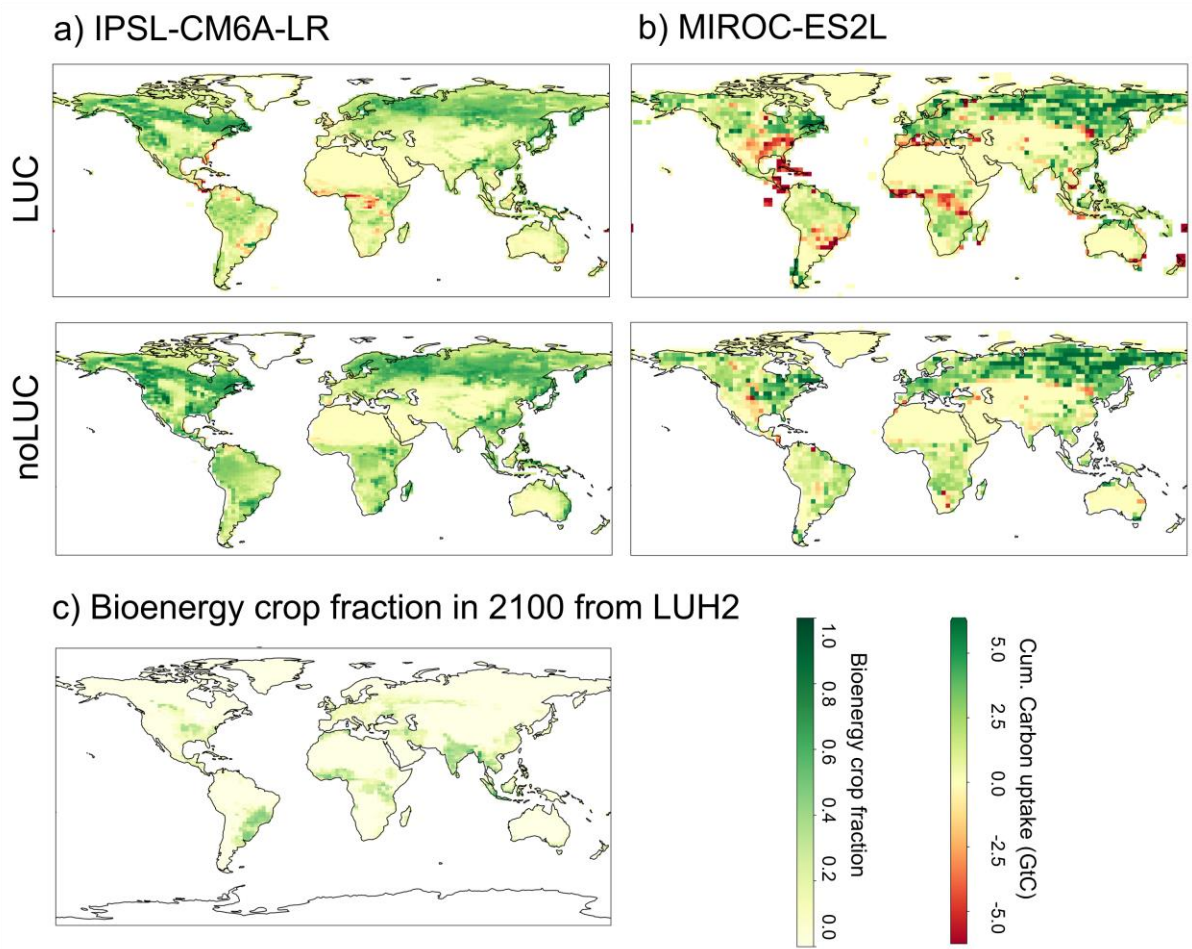 a) IPSL-CM6A-LR
b) MIROC-ES2L
LUC
noLUC
c) Bioenergy crop fraction in 2100 from LUH2
1.0
0.8
0.6
0.4
0.2
0.0
Bioenergy crop fraction
5.0
2.5
0.0
-2.5
-5.0
Cum. Carbon uptake (GtC)